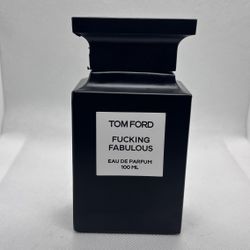 TOM FORD
FUCKING
FABULOUS
EAU DE PARFUM
100 ML